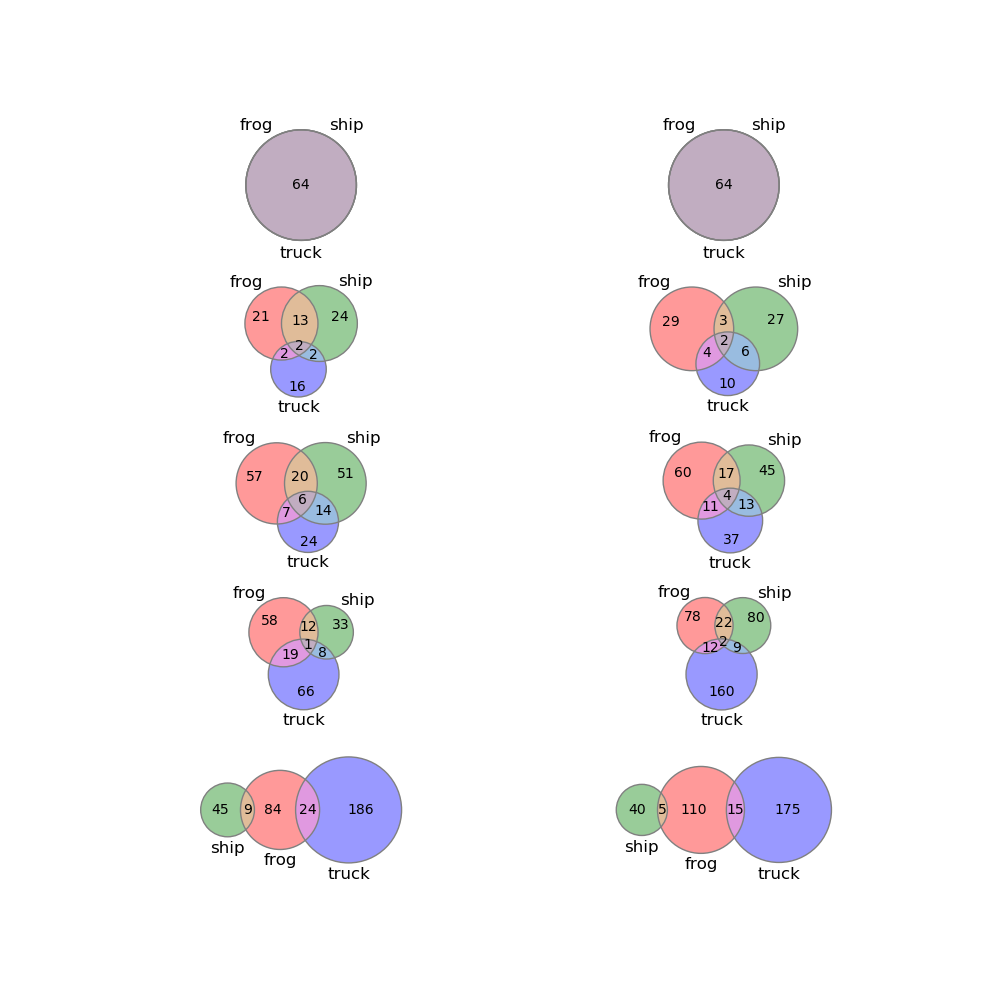 frog ship frog ship
64 64
truck truck
frog ship frog ship
21 13 24 29 3 27
2 2 2 4 2 6
16 10
truck truck
frog ship frog ship
57 20 51 60 17 45
7 6 14 11 4 13
24 37
truck truck
frog ship frog ship
58 12 33 78 22 80
19 1 8 12 2 9
66 160
truck truck
45 9 84 24 186 40 5 110 15 175
ship frog truck ship frog truck